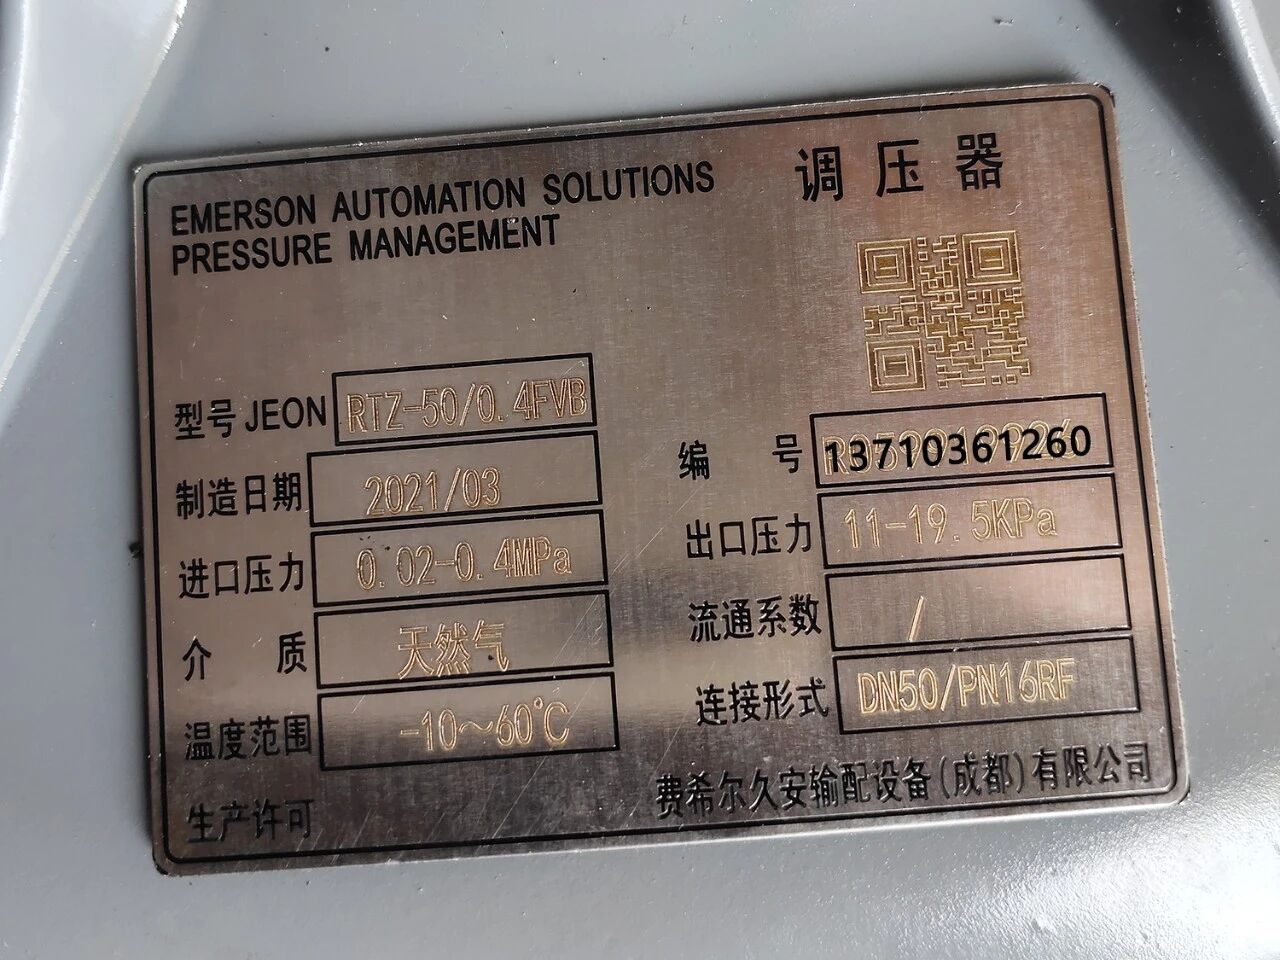 EMERSON AUTOMATION SOLUTIONS
PRESSURE MANAGEMENT
调压器
型号 JEON RTZ-50/0.4FVB
编号 13710361260
制造日期 2021/03
出口压力 11-19.5KPa
进口压力 0.02-0.4MPa
流通系数 /
介质 天然气
连接形式 DN50/PN16RF
温度范围 -10~60℃
生产许可
费希尔久安输配设备(成都)有限公司